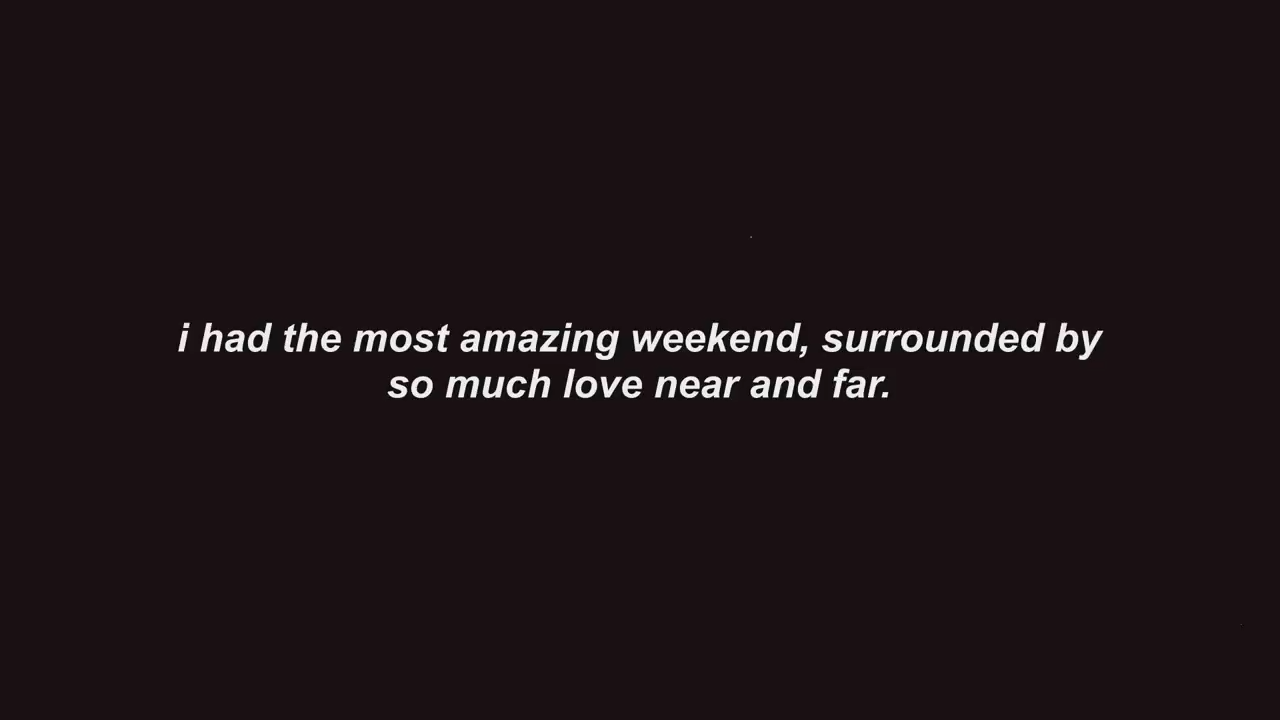 i had the most amazing weekend, surrounded by
so much love near and far.